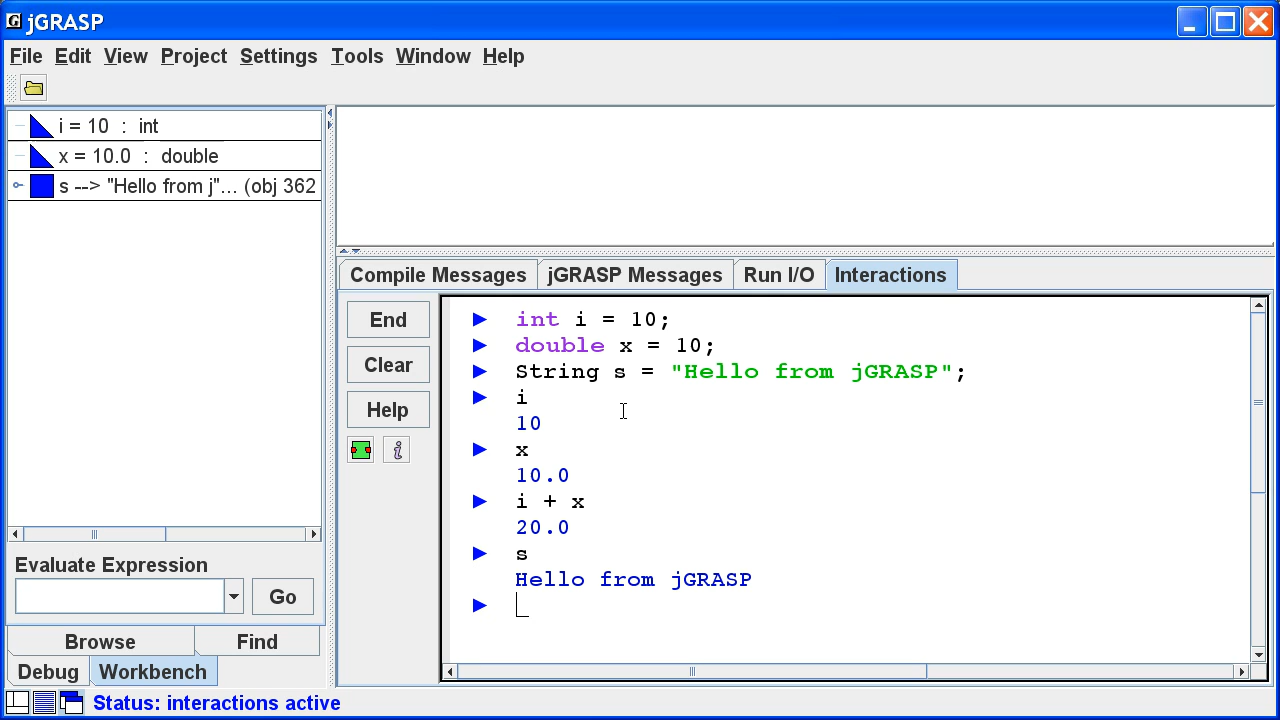 jGRASP
File Edit View Project Settings Tools Window Help
i = 10 : int
x = 10.0 : double
s --> "Hello from j"... (obj 362
Evaluate Expression
Go
Browse Find
Debug Workbench
Compile Messages jGRASP Messages Run I/O Interactions
End
Clear
Help
int i = 10;
double x = 10;
String s = "Hello from jGRASP";
i
10
x
10.0
i + x
20.0
s
Hello from jGRASP
Status: interactions active